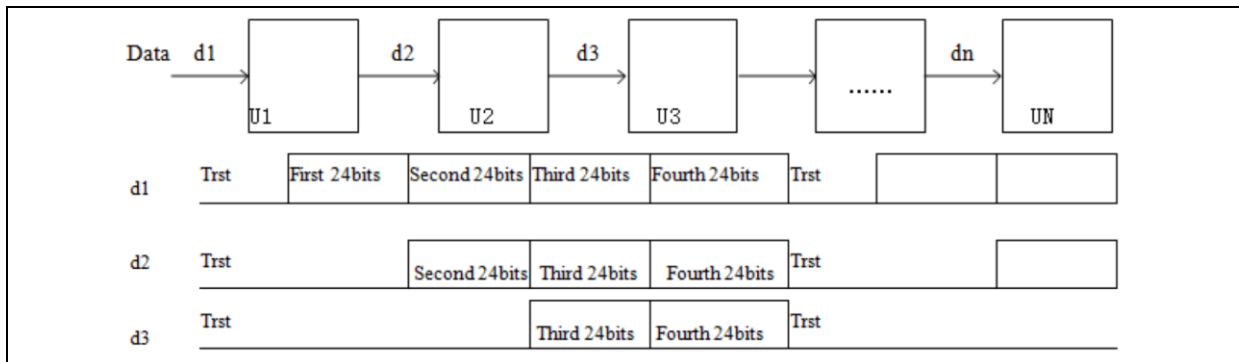 Data d1 d2 d3 dn
......
U1 U2 U3 UN
d1 Trst First 24bits Second 24bits Third 24bits Fourth 24bits Trst
d2 Trst Second 24bits Third 24bits Fourth 24bits Trst
d3 Trst Third 24bits Fourth 24bits Trst